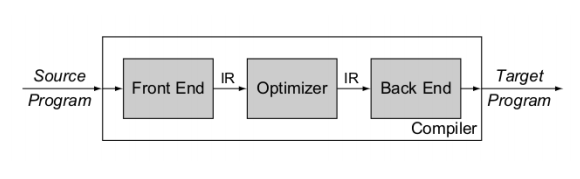 Source
Program
Front End
IR
Optimizer
IR
Back End
Target
Program
Compiler